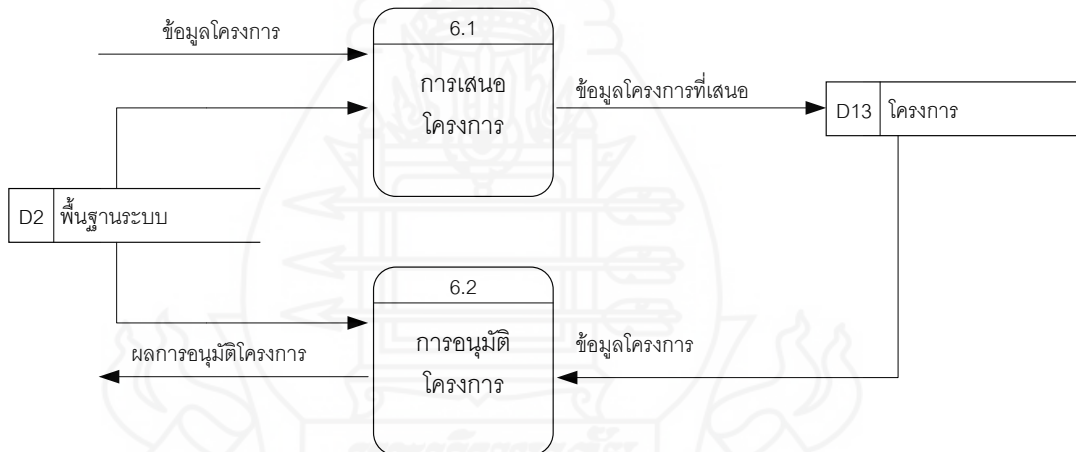 ข้อมูลโครงการ
6.1
การเสนอ
โครงการ
ข้อมูลโครงการที่เสนอ
D13 โครงการ
D2 พื้นฐานระบบ
6.2
การอนุมัติ
โครงการ
ผลการอนุมัติโครงการ
ข้อมูลโครงการ